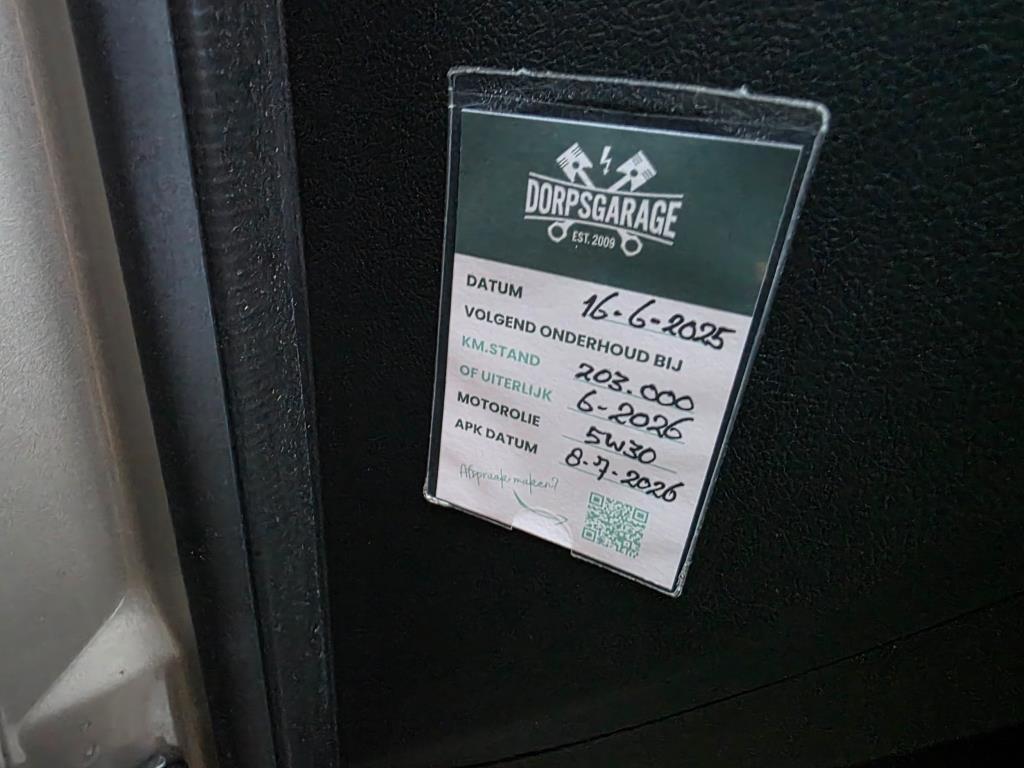 DORPSGARAGE
EST. 2009
DATUM 16-6-2025
VOLGEND ONDERHOUD BIJ
KM.STAND 203.000
OF UITERLIJK 6-2026
MOTOROLIE 5W30
APK DATUM 8-7-2026
Afspraak maken?